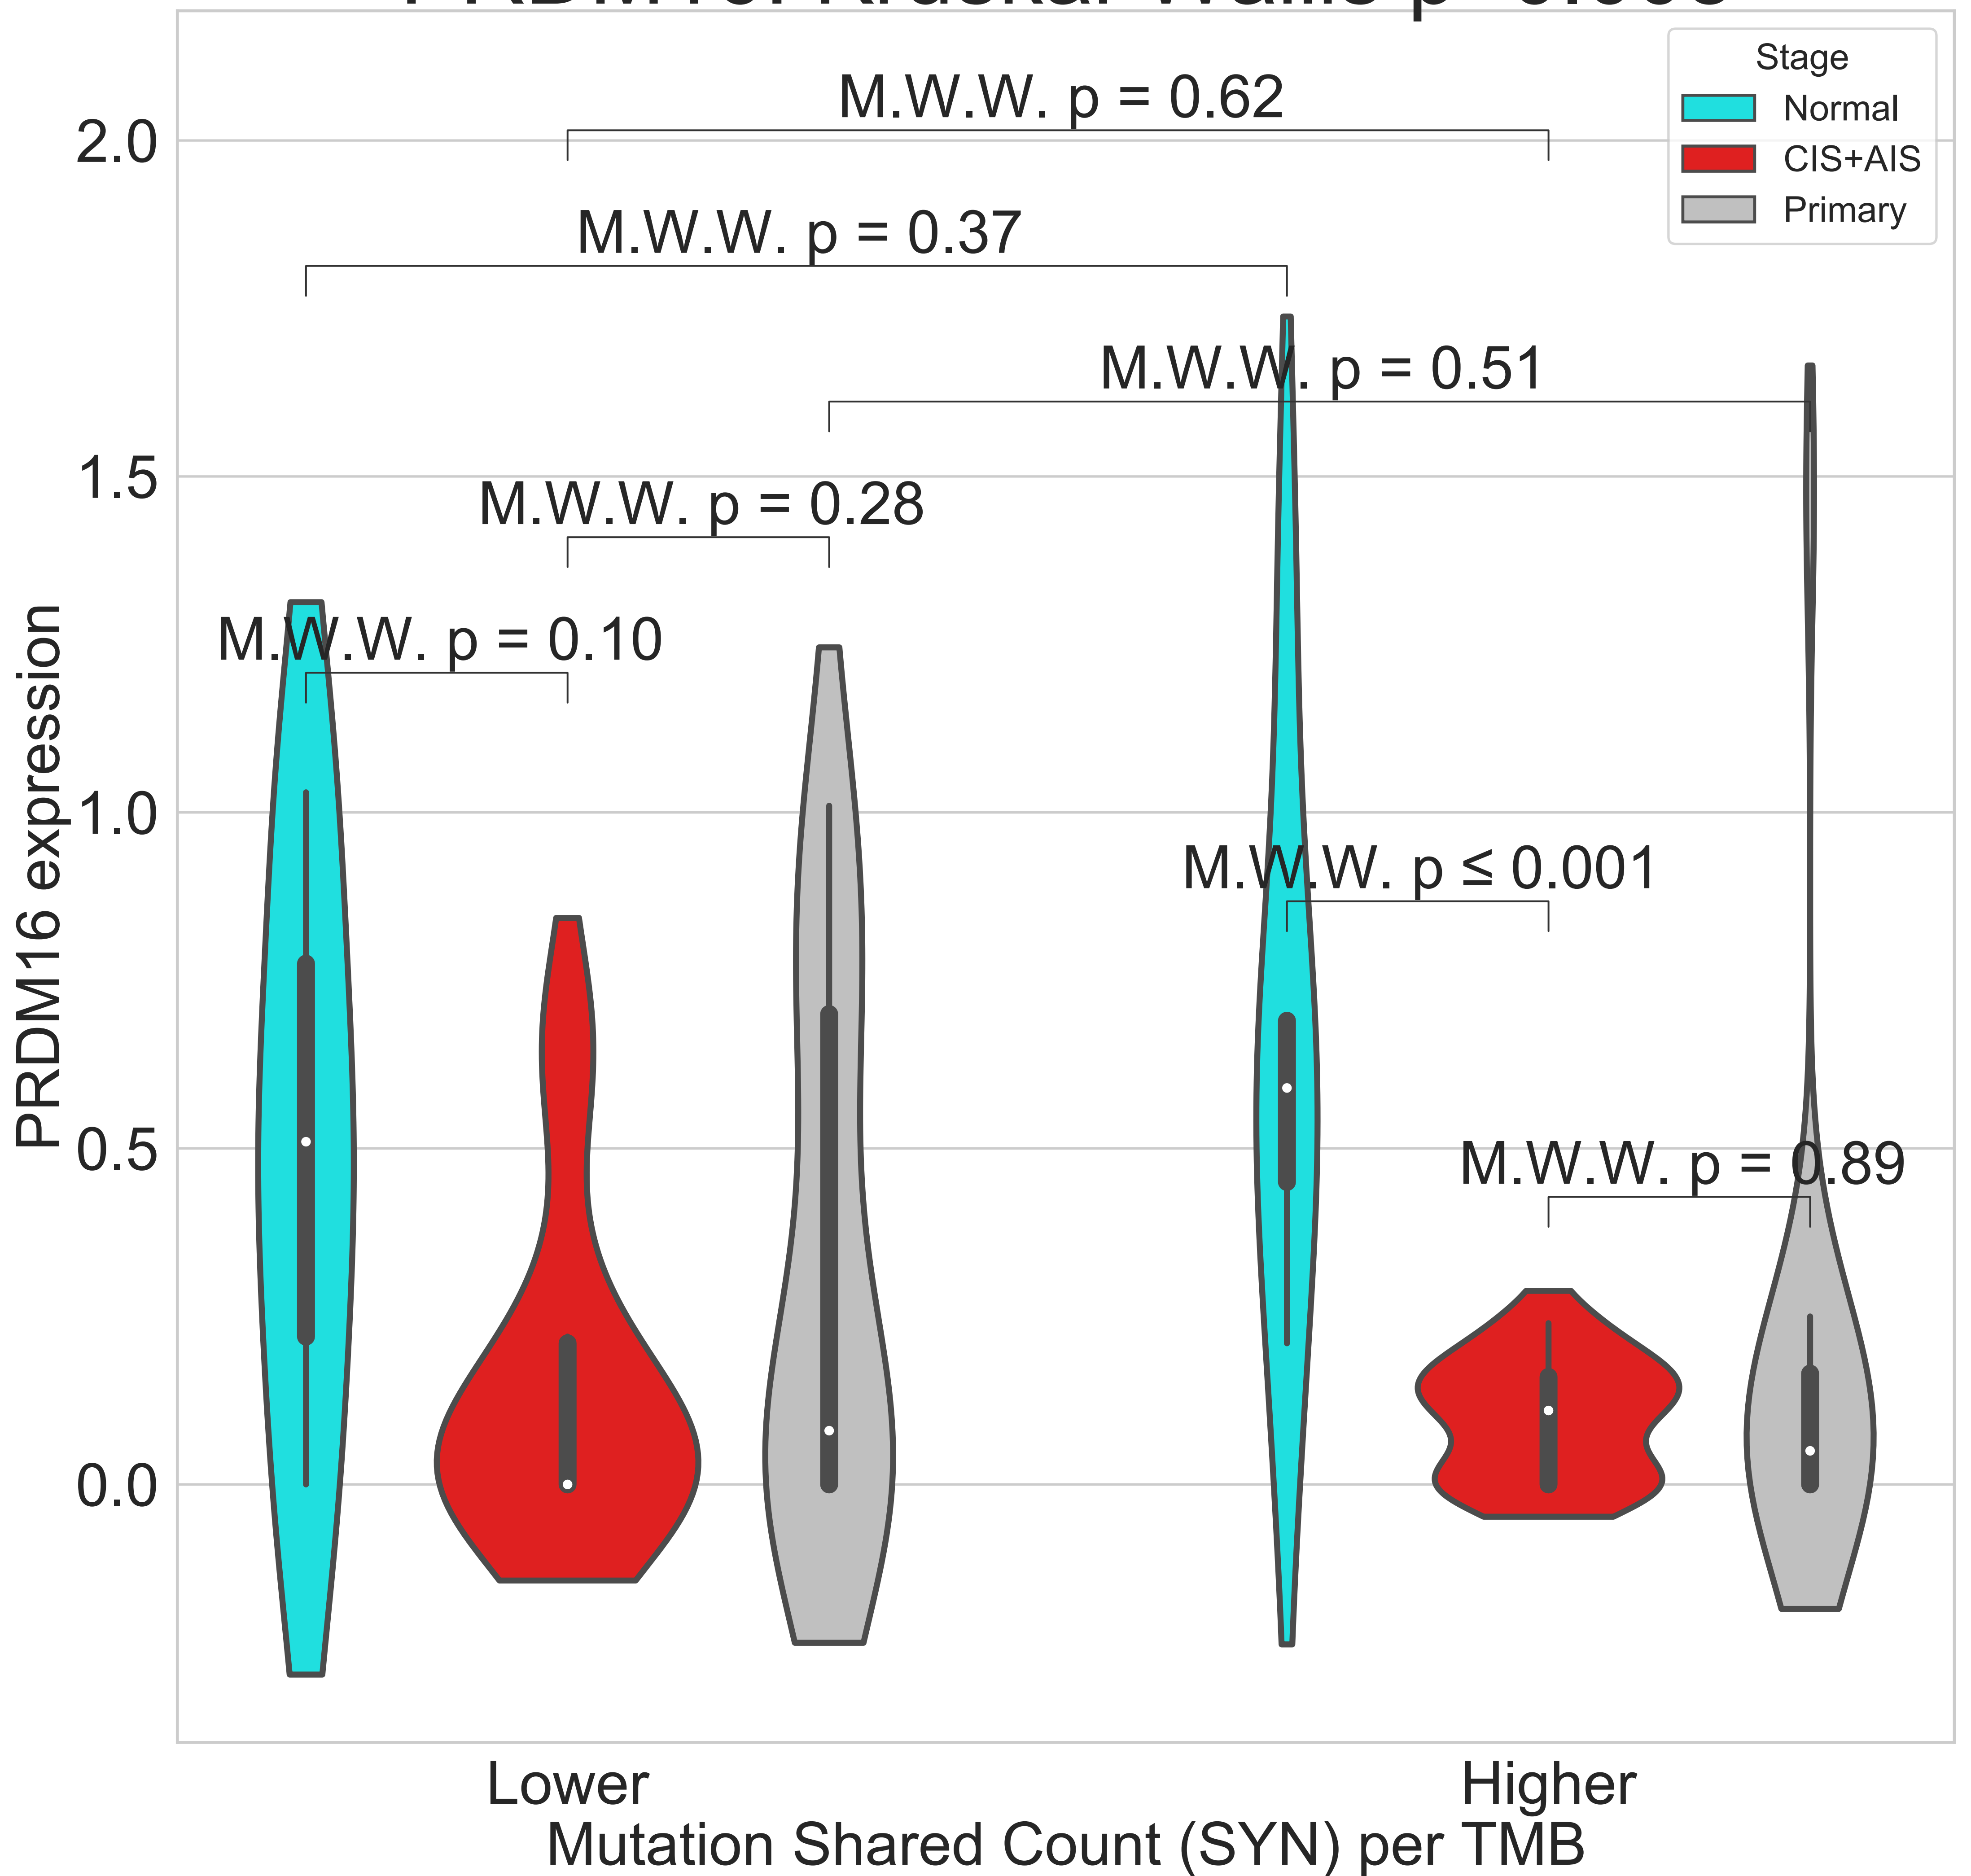 Stage
Normal
CIS+AIS
Primary
M.W.W. p = 0.62
2.0
M.W.W. p = 0.37
M.W.W. p = 0.51
1.5
M.W.W. p = 0.28
M.W.W. p = 0.10
1.0
M.W.W. p ≤ 0.001
0.5
M.W.W. p = 0.89
0.0
PRDM16 expression
Lower
Higher
Mutation Shared Count (SYN) per TMB